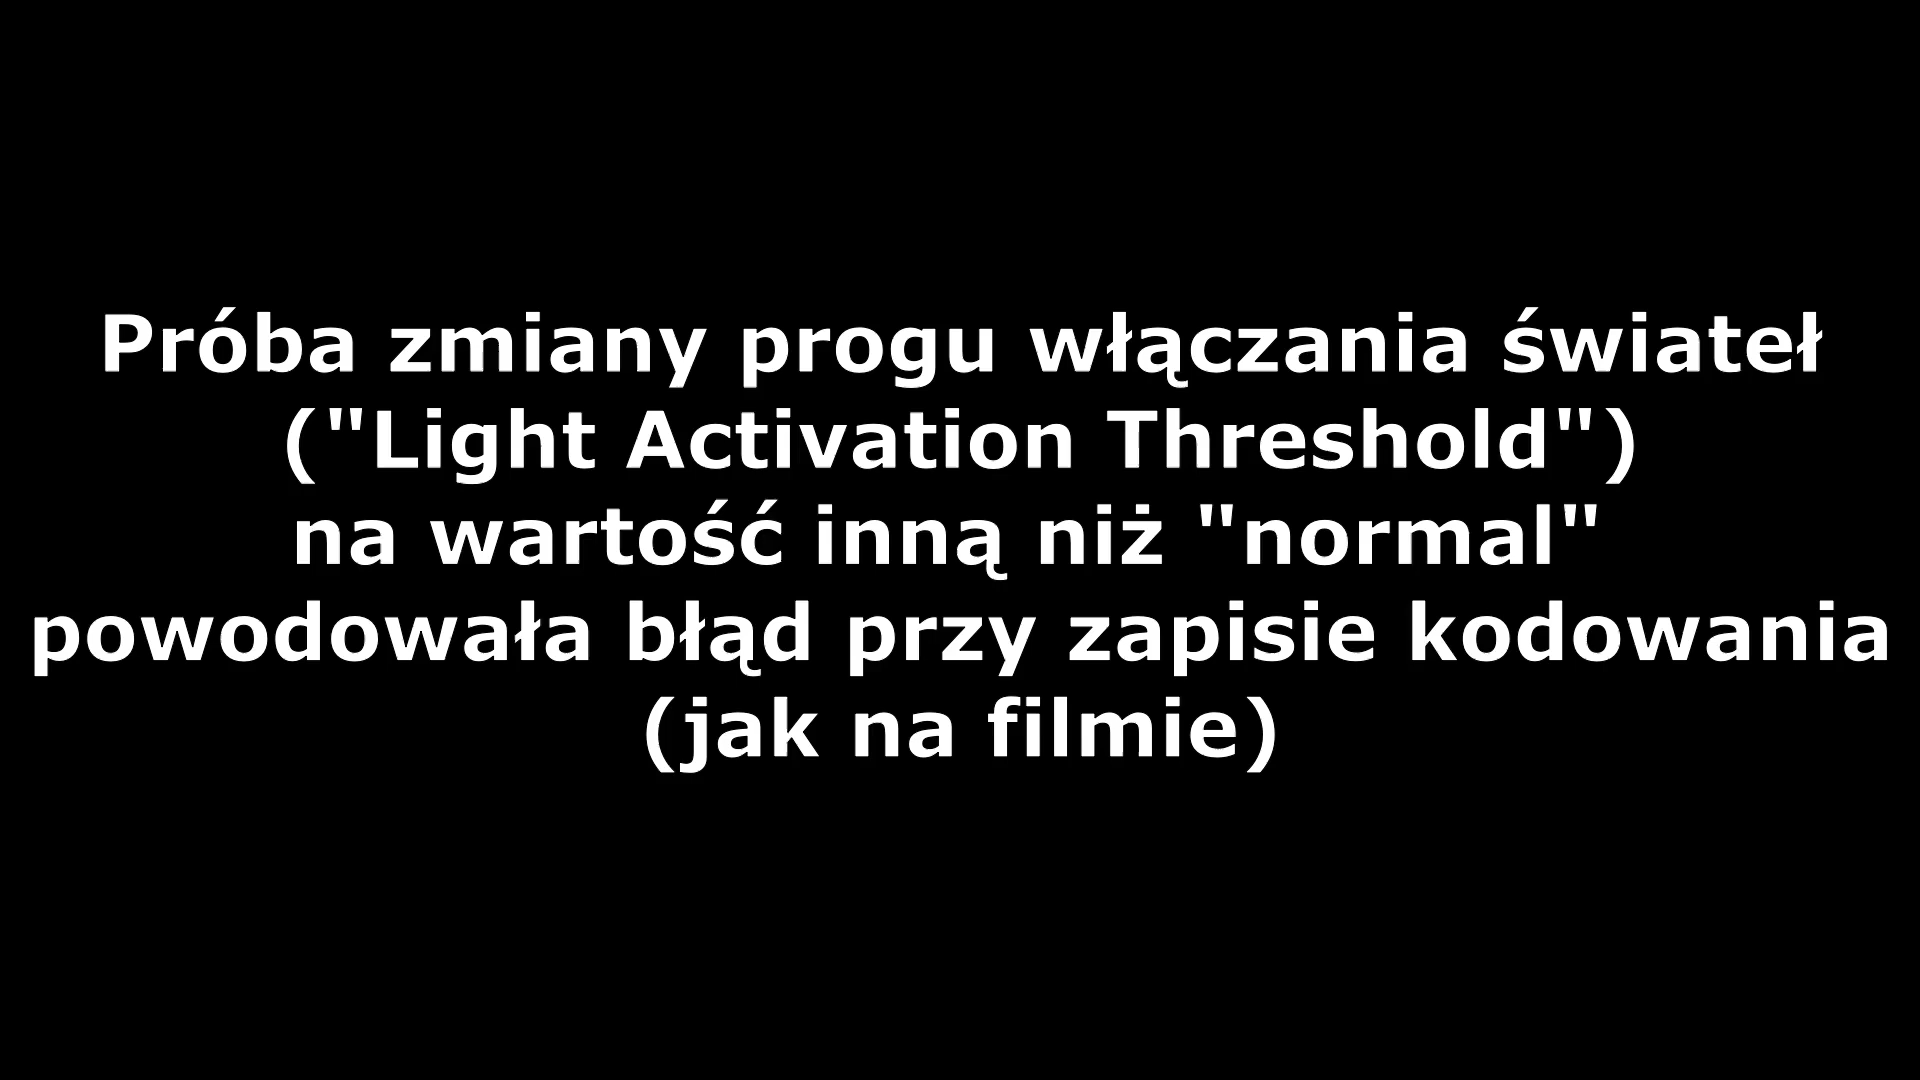 Próba zmiany progu włączania świateł
("Light Activation Threshold")
na wartość inną niż "normal"
powodowała błąd przy zapisie kodowania
(jak na filmie)